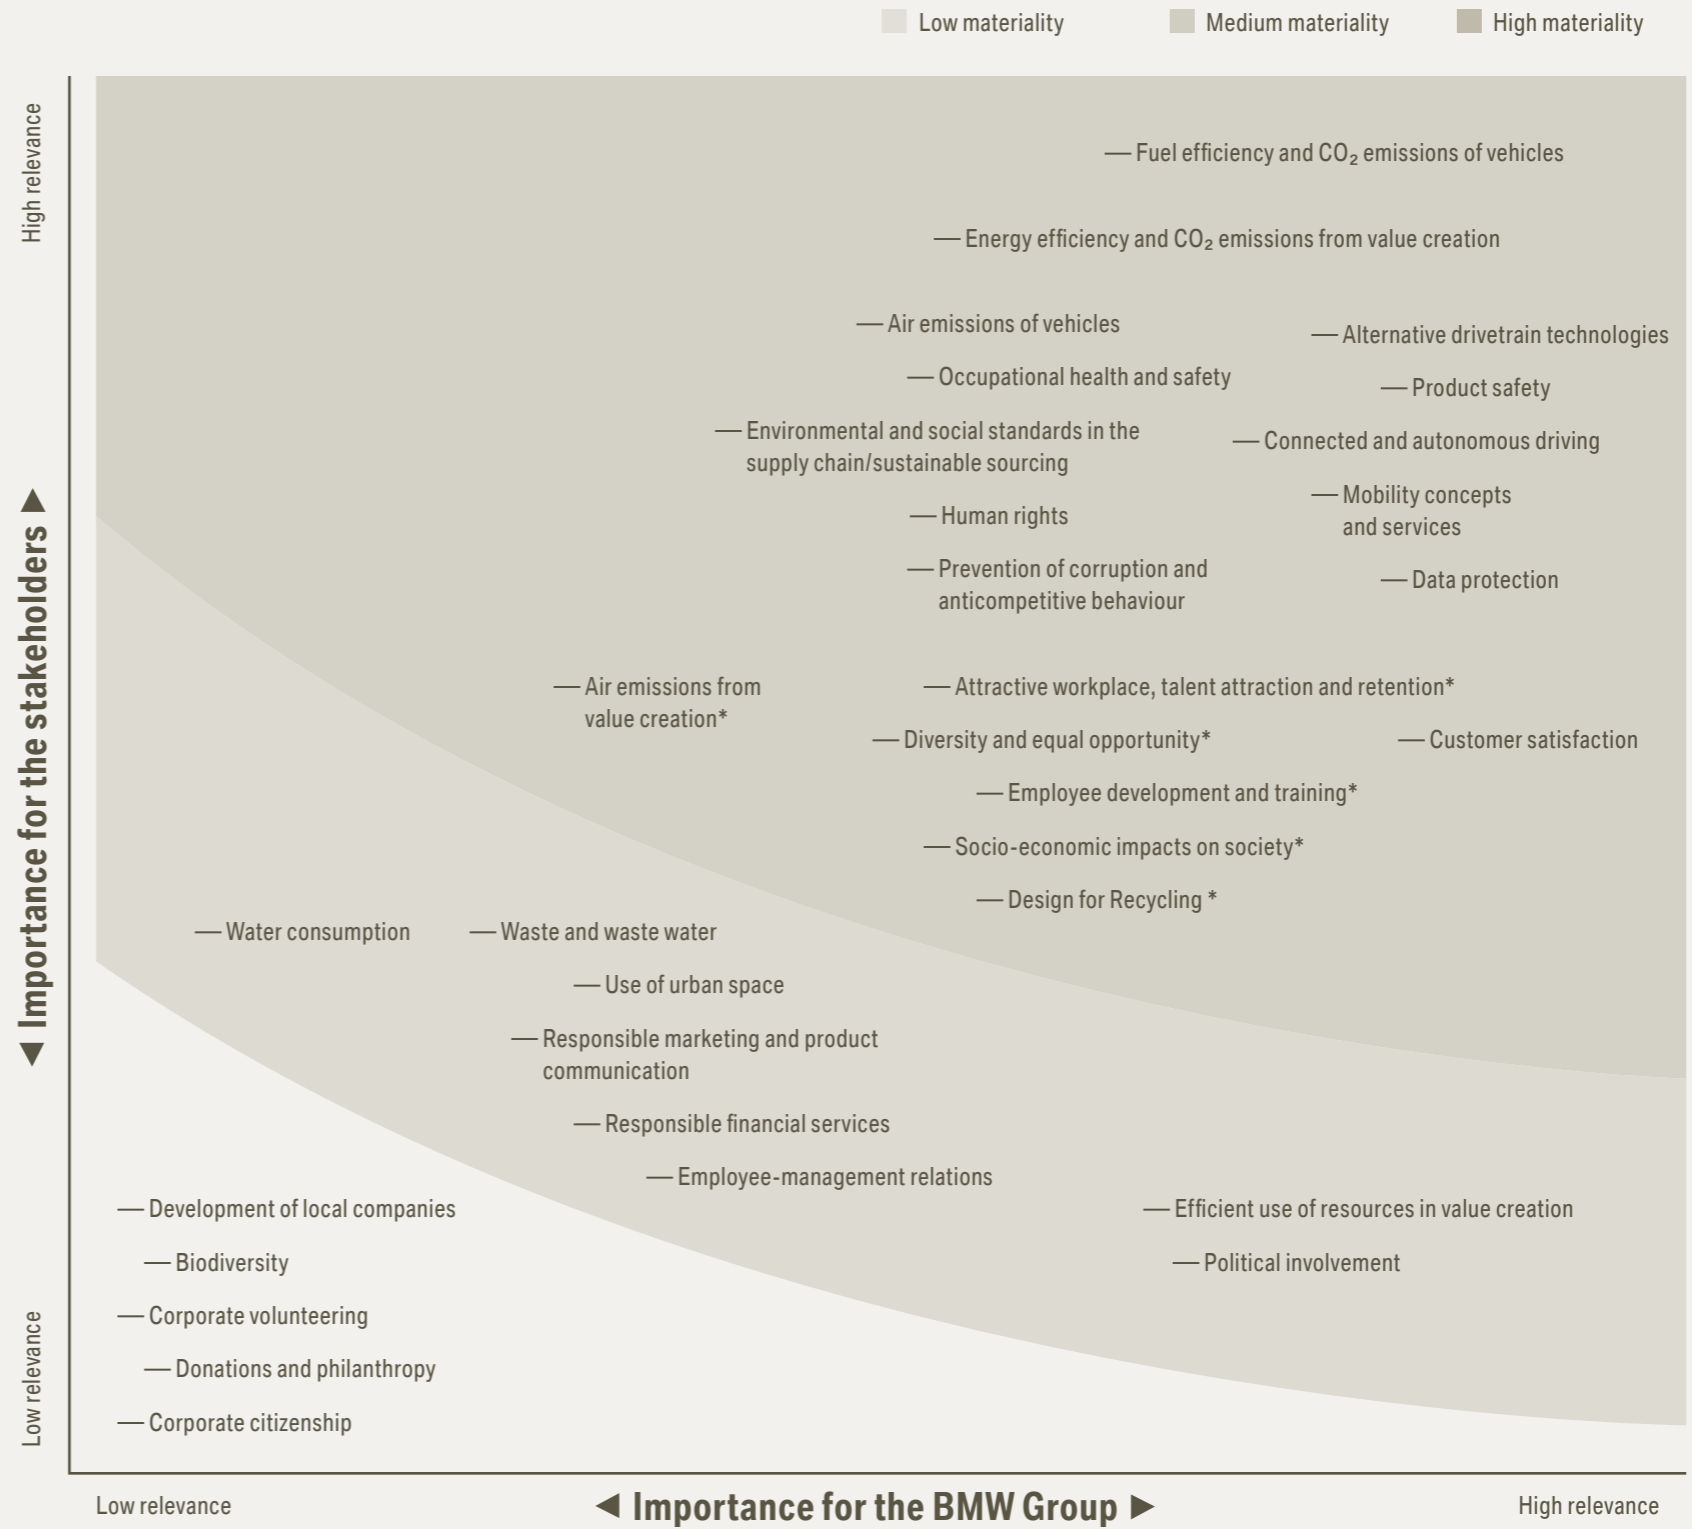 Low materiality
Medium materiality
High materiality
High relevance
— Fuel efficiency and CO₂ emissions of vehicles
— Energy efficiency and CO₂ emissions from value creation
— Air emissions of vehicles
— Alternative drivetrain technologies
— Occupational health and safety
— Product safety
— Environmental and social standards in the
supply chain/sustainable sourcing
— Connected and autonomous driving
— Mobility concepts
and services
— Human rights
— Prevention of corruption and
anticompetitive behaviour
— Data protection
◀ Importance for the stakeholders ▶
— Air emissions from
value creation*
— Attractive workplace, talent attraction and retention*
— Diversity and equal opportunity*
— Customer satisfaction
— Employee development and training*
— Socio-economic impacts on society*
— Design for Recycling *
— Water consumption
— Waste and waste water
— Use of urban space
— Responsible marketing and product
communication
— Responsible financial services
— Employee-management relations
— Development of local companies
— Efficient use of resources in value creation
— Biodiversity
— Political involvement
— Corporate volunteering
— Donations and philanthropy
— Corporate citizenship
Low relevance
Low relevance
◀ Importance for the BMW Group ▶
High relevance